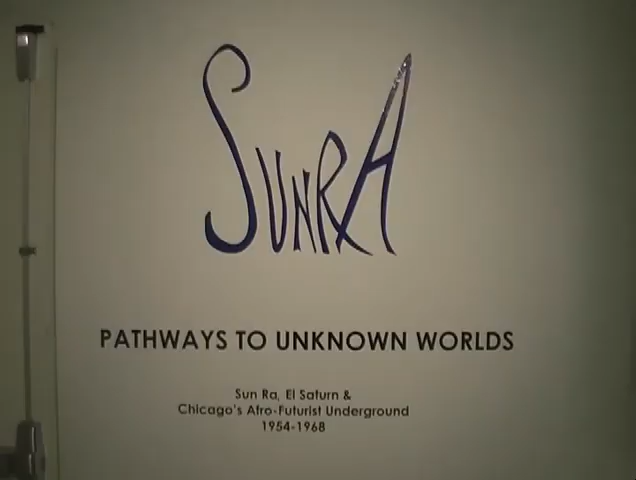 SUNRA
PATHWAYS TO UNKNOWN WORLDS
Sun Ra, El Saturn &
Chicago's Afro-Futurist Underground
1954-1968